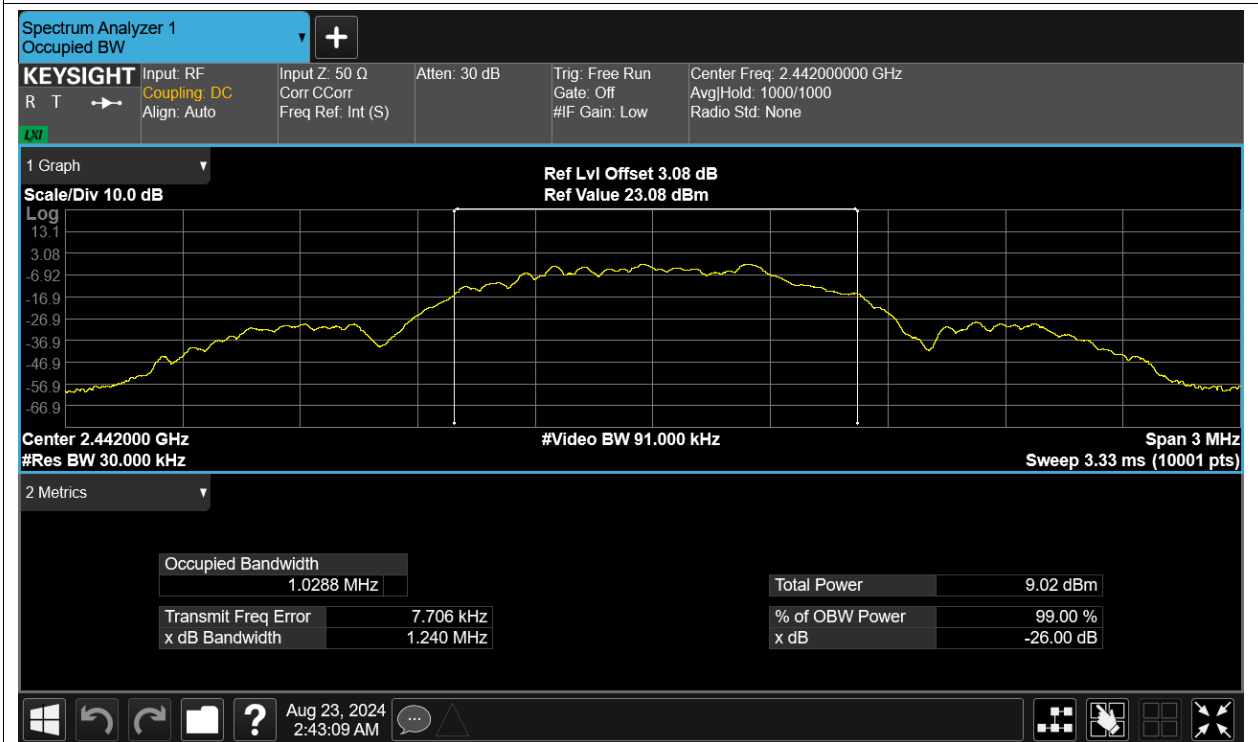 Spectrum Analyzer 1
Occupied BW
KEYSIGHT
R T
LXI
Input: RF
Coupling: DC
Align: Auto
Input Z: 50 Ω
Corr CCorr
Freq Ref: Int (S)
Atten: 30 dB
Trig: Free Run
Gate: Off
#IF Gain: Low
Center Freq: 2.442000000 GHz
Avg|Hold: 1000/1000
Radio Std: None
1 Graph
Scale/Div 10.0 dB
Ref Lvl Offset 3.08 dB
Ref Value 23.08 dBm
Log
13.1
3.08
-6.92
-16.9
-26.9
-36.9
-46.9
-56.9
-66.9
Center 2.442000 GHz
#Res BW 30.000 kHz
#Video BW 91.000 kHz
Span 3 MHz
Sweep 3.33 ms (10001 pts)
2 Metrics
Occupied Bandwidth
1.0288 MHz
Transmit Freq Error 7.706 kHz
x dB Bandwidth 1.240 MHz
Total Power 9.02 dBm
% of OBW Power 99.00 %
x dB -26.00 dB
?
Aug 23, 2024
2:43:09 AM